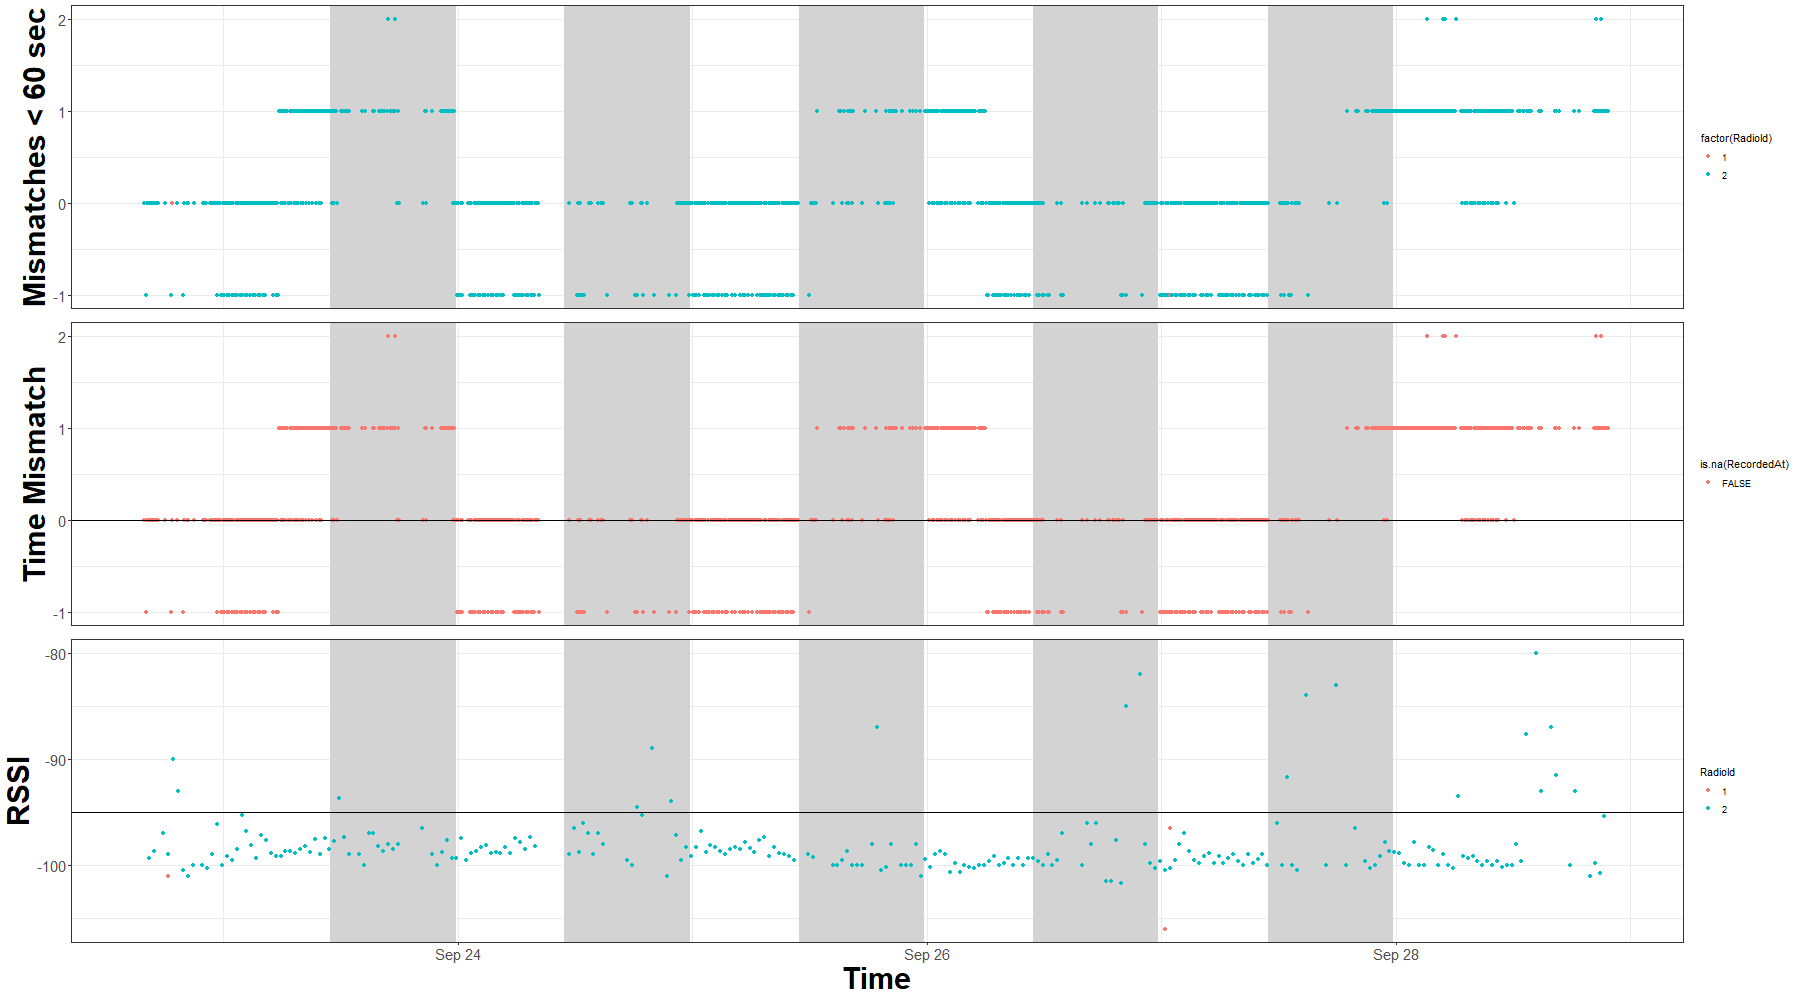 Mismatches < 60 sec
2
1
0
-1
factor(RadioId)
1
2
Time Mismatch
2
1
0
-1
is.na(RecordedAt)
FALSE
RSSI
-80
-90
-100
RadioId
1
2
Sep 24
Sep 26
Sep 28
Time